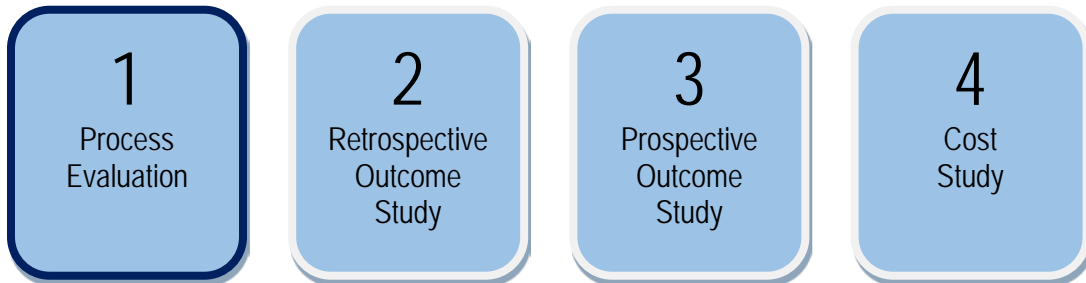 1
Process
Evaluation
2
Retrospective
Outcome
Study
3
Prospective
Outcome
Study
4
Cost
Study